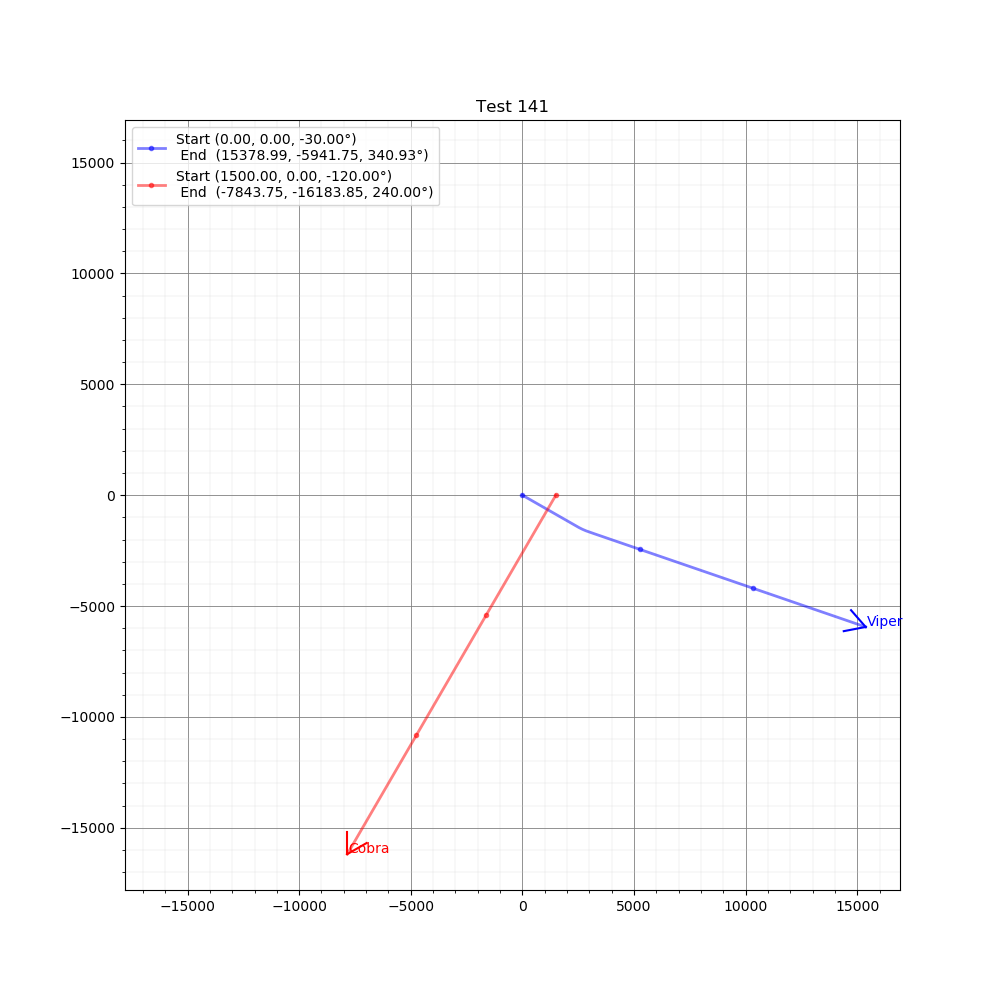 Test 141
Start (0.00, 0.00, -30.00°)
End (15378.99, -5941.75, 340.93°)
Start (1500.00, 0.00, -120.00°)
End (-7843.75, -16183.85, 240.00°)
15000
10000
5000
0
−5000
−10000
−15000
Viper
Cobra
−15000 −10000 −5000 0 5000 10000 15000